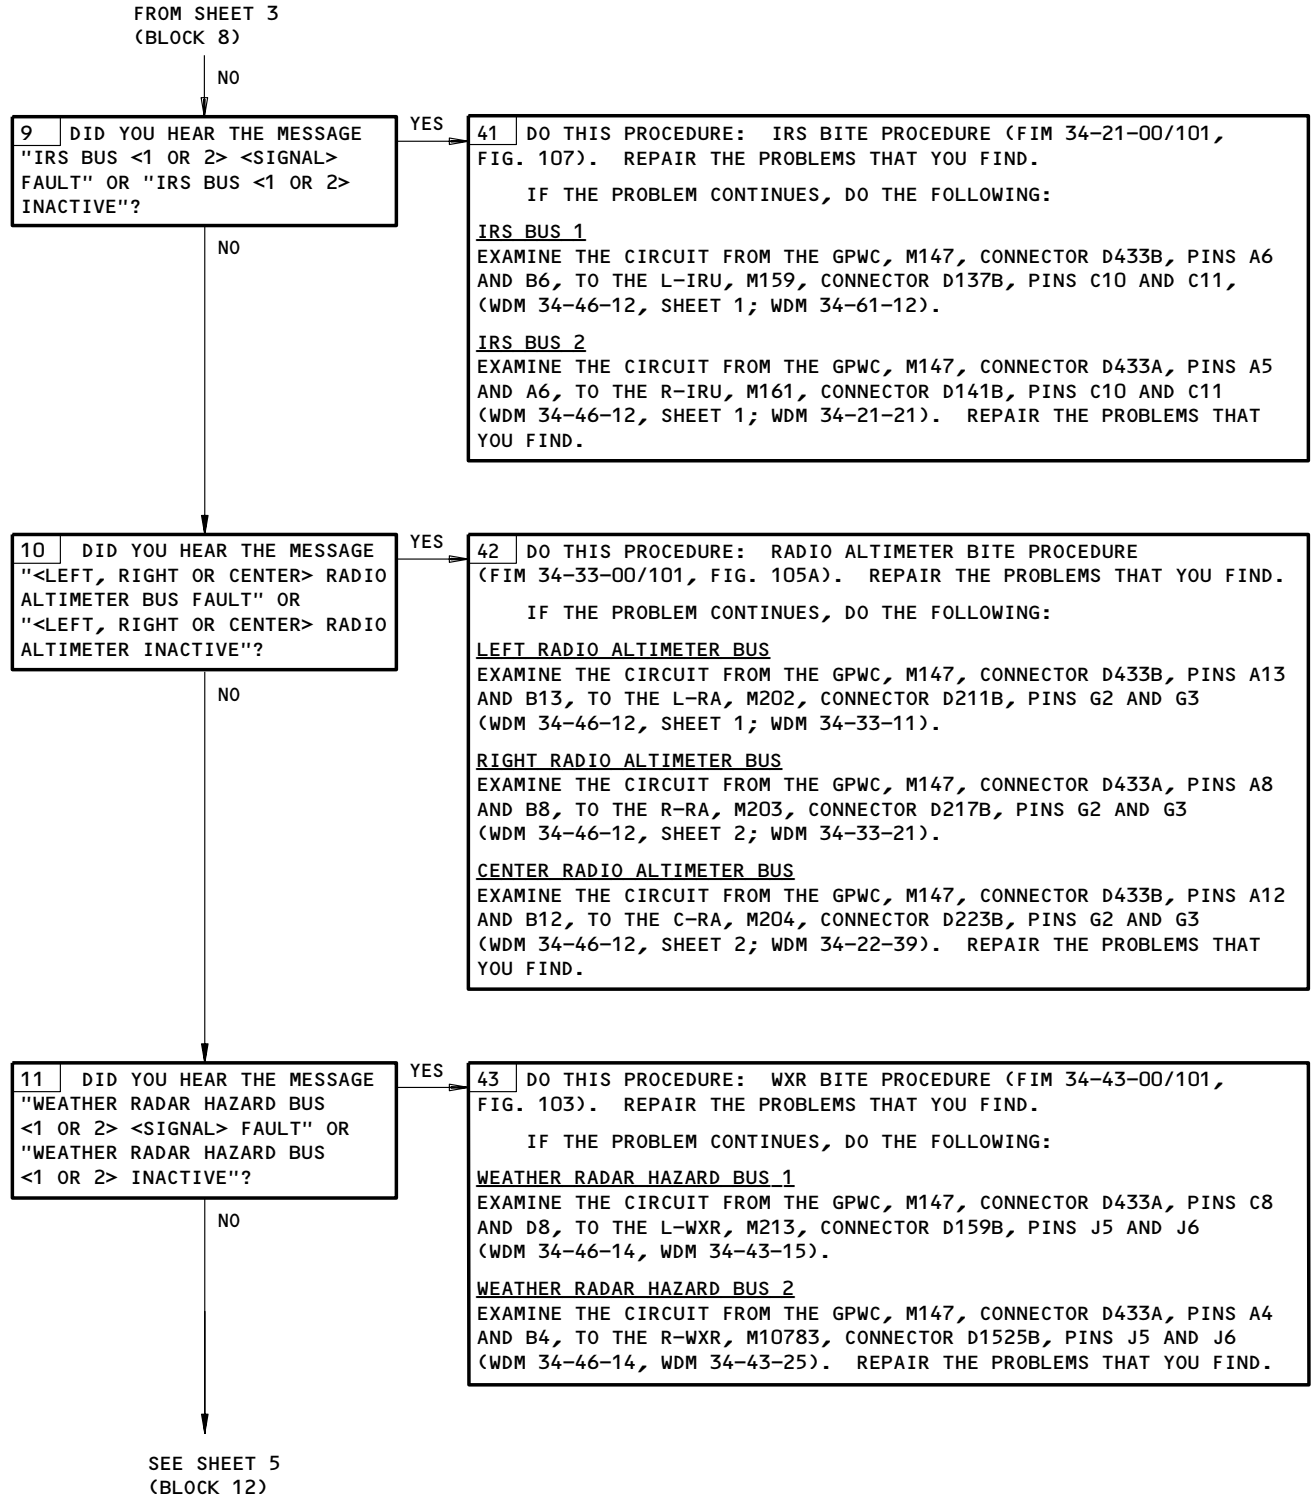 FROM SHEET 3
(BLOCK 8)
NO
9 DID YOU HEAR THE MESSAGE
"IRS BUS <1 OR 2> <SIGNAL>
FAULT" OR "IRS BUS <1 OR 2>
INACTIVE"?
YES
41 DO THIS PROCEDURE: IRS BITE PROCEDURE (FIM 34-21-00/101,
FIG. 107). REPAIR THE PROBLEMS THAT YOU FIND.
IF THE PROBLEM CONTINUES, DO THE FOLLOWING:
IRS BUS 1
EXAMINE THE CIRCUIT FROM THE GPWC, M147, CONNECTOR D433B, PINS A6
AND B6, TO THE L-IRU, M159, CONNECTOR D137B, PINS C10 AND C11,
(WDM 34-46-12, SHEET 1; WDM 34-61-12).
IRS BUS 2
EXAMINE THE CIRCUIT FROM THE GPWC, M147, CONNECTOR D433A, PINS A5
AND A6, TO THE R-IRU, M161, CONNECTOR D141B, PINS C10 AND C11
(WDM 34-46-12, SHEET 1; WDM 34-21-21). REPAIR THE PROBLEMS THAT
YOU FIND.
NO
10 DID YOU HEAR THE MESSAGE
"<LEFT, RIGHT OR CENTER> RADIO
ALTIMETER BUS FAULT" OR
"<LEFT, RIGHT OR CENTER> RADIO
ALTIMETER INACTIVE"?
YES
42 DO THIS PROCEDURE: RADIO ALTIMETER BITE PROCEDURE
(FIM 34-33-00/101, FIG. 105A). REPAIR THE PROBLEMS THAT YOU FIND.
IF THE PROBLEM CONTINUES, DO THE FOLLOWING:
LEFT RADIO ALTIMETER BUS
EXAMINE THE CIRCUIT FROM THE GPWC, M147, CONNECTOR D433B, PINS A13
AND B13, TO THE L-RA, M202, CONNECTOR D211B, PINS G2 AND G3
(WDM 34-46-12, SHEET 1; WDM 34-33-11).
RIGHT RADIO ALTIMETER BUS
EXAMINE THE CIRCUIT FROM THE GPWC, M147, CONNECTOR D433A, PINS A8
AND B8, TO THE R-RA, M203, CONNECTOR D217B, PINS G2 AND G3
(WDM 34-46-12, SHEET 2; WDM 34-33-21).
CENTER RADIO ALTIMETER BUS
EXAMINE THE CIRCUIT FROM THE GPWC, M147, CONNECTOR D433B, PINS A12
AND B12, TO THE C-RA, M204, CONNECTOR D223B, PINS G2 AND G3
(WDM 34-46-12, SHEET 2; WDM 34-22-39). REPAIR THE PROBLEMS THAT
YOU FIND.
NO
11 DID YOU HEAR THE MESSAGE
"WEATHER RADAR HAZARD BUS
<1 OR 2> <SIGNAL> FAULT" OR
"WEATHER RADAR HAZARD BUS
<1 OR 2> INACTIVE"?
YES
43 DO THIS PROCEDURE: WXR BITE PROCEDURE (FIM 34-43-00/101,
FIG. 103). REPAIR THE PROBLEMS THAT YOU FIND.
IF THE PROBLEM CONTINUES, DO THE FOLLOWING:
WEATHER RADAR HAZARD BUS 1
EXAMINE THE CIRCUIT FROM THE GPWC, M147, CONNECTOR D433A, PINS C8
AND D8, TO THE L-WXR, M213, CONNECTOR D159B, PINS J5 AND J6
(WDM 34-46-14, WDM 34-43-15).
WEATHER RADAR HAZARD BUS 2
EXAMINE THE CIRCUIT FROM THE GPWC, M147, CONNECTOR D433A, PINS A4
AND B4, TO THE R-WXR, M10783, CONNECTOR D1525B, PINS J5 AND J6
(WDM 34-46-14, WDM 34-43-25). REPAIR THE PROBLEMS THAT YOU FIND.
NO
SEE SHEET 5
(BLOCK 12)